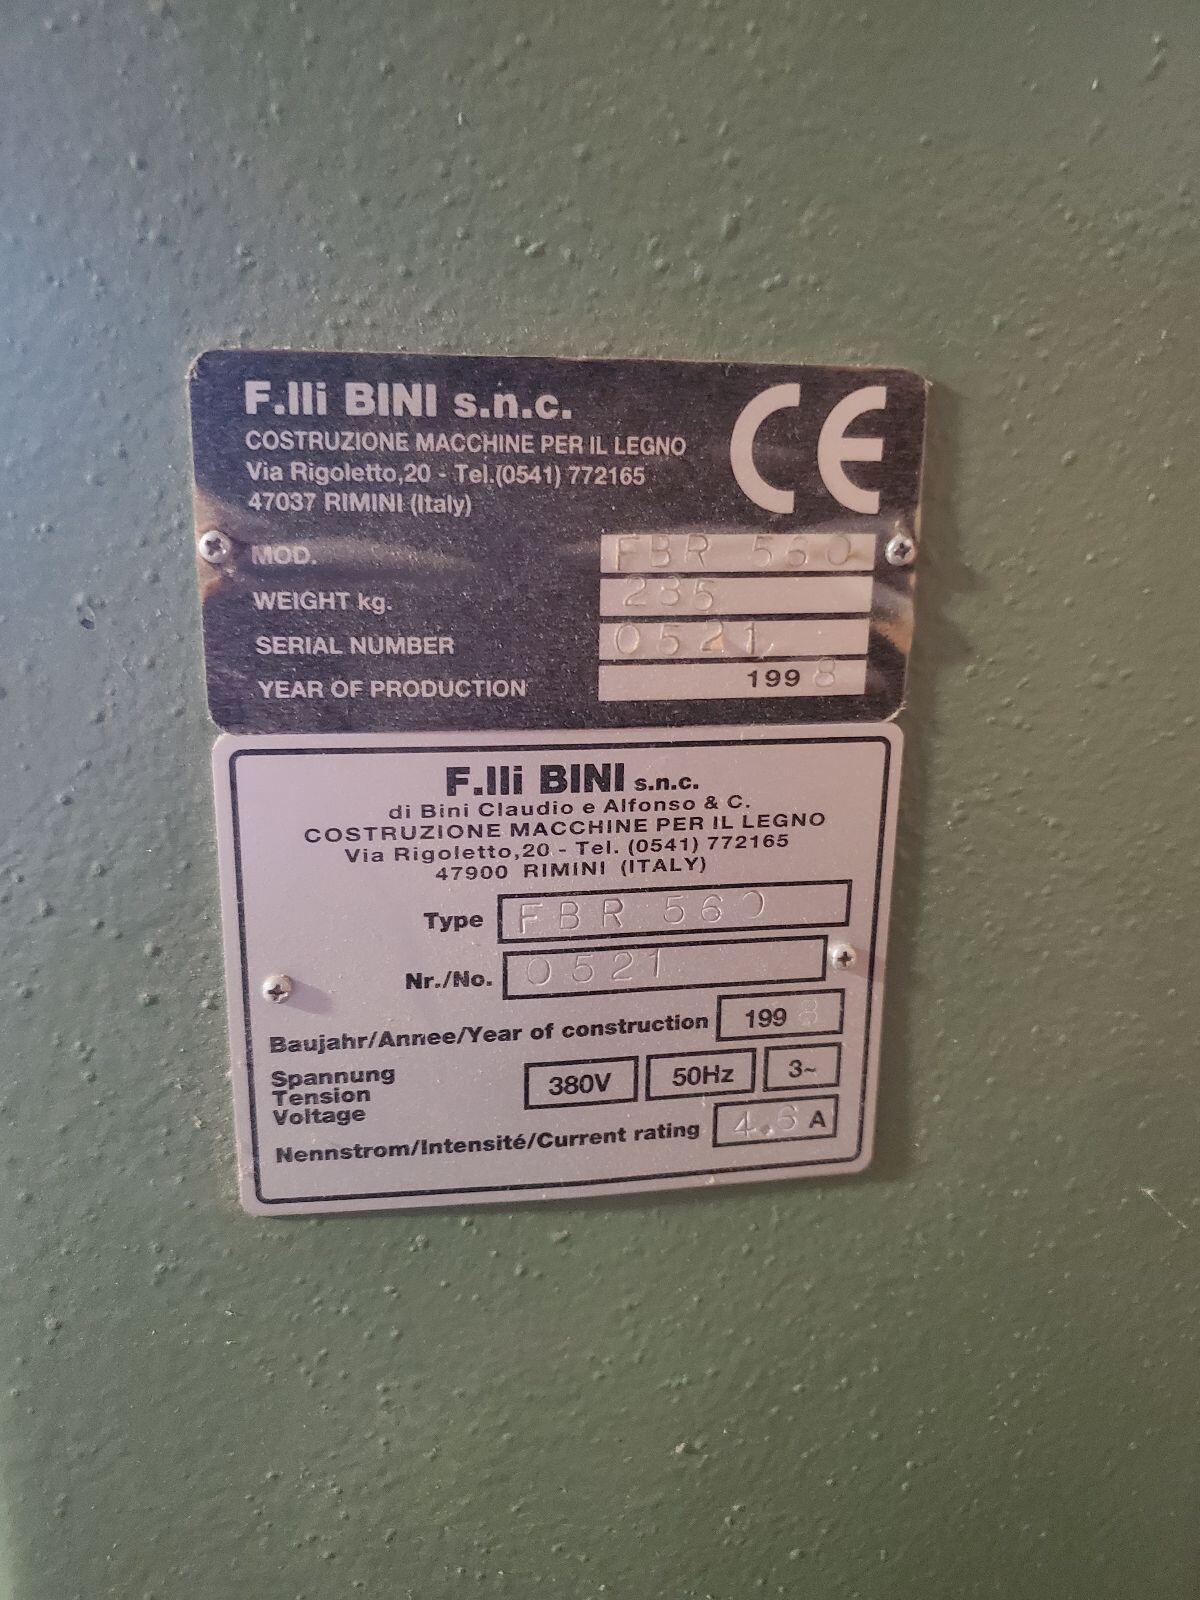 F.lli BINI s.n.c.
COSTRUZIONE MACCHINE PER IL LEGNO
Via Rigoletto,20 - Tel.(0541) 772165
47037 RIMINI (Italy)
CE
MOD. FBR 560
WEIGHT kg. 285
SERIAL NUMBER 0521
YEAR OF PRODUCTION 1998
F.lli BINI s.n.c.
di Bini Claudio e Alfonso & C.
COSTRUZIONE MACCHINE PER IL LEGNO
Via Rigoletto,20 - Tel. (0541) 772165
47900 RIMINI (ITALY)
Type FBR 560
Nr./No. 0521
Baujahr/Annee/Year of construction 1998
Spannung
Tension 380V 50Hz 3~
Voltage
Nennstrom/Intensité/Current rating 4.6 A